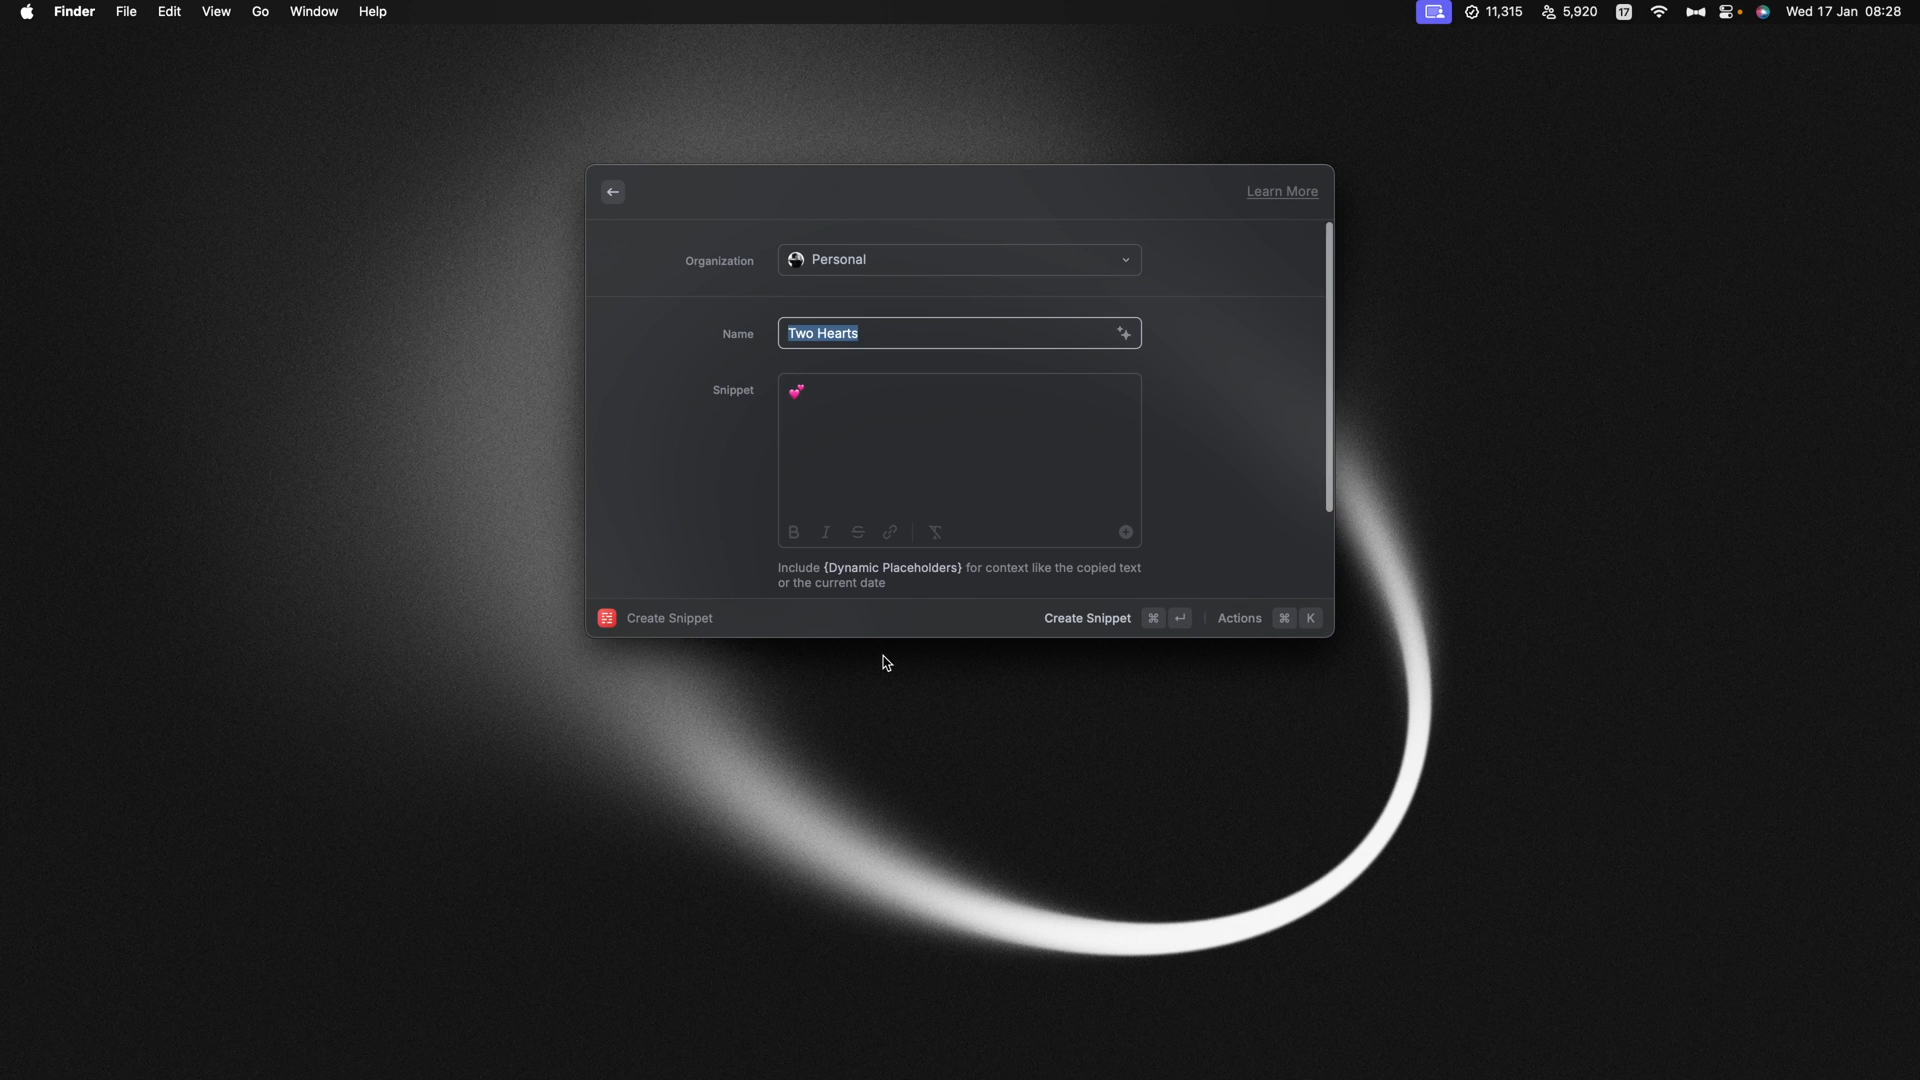 Finder File Edit View Go Window Help 11,315 5,920 17 Wed 17 Jan 08:28
Learn More
Organization Personal
Name Two Hearts
Snippet 💕
B I S
Include {Dynamic Placeholders} for context like the copied text
or the current date
Create Snippet Create Snippet ⌘ ↵ Actions ⌘ K